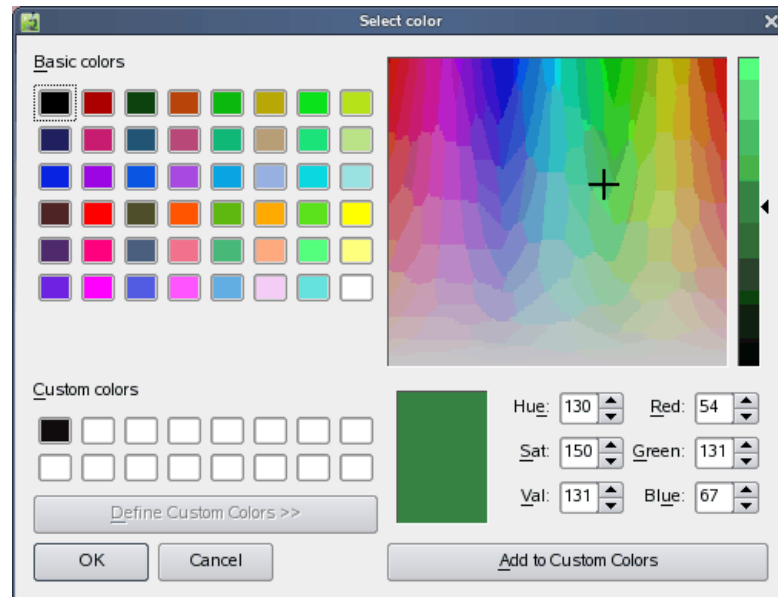 Select color
Basic colors
Custom colors
Define Custom Colors >>
OK
Cancel
Hue: 130 Red: 54
Sat: 150 Green: 131
Val: 131 Blue: 67
Add to Custom Colors